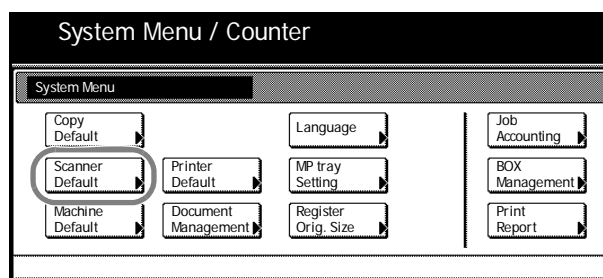 System Menu / Counter
System Menu
Copy
Default
Language
Job
Accounting
Scanner
Default
Printer
Default
MP tray
Setting
BOX
Management
Machine
Default
Document
Management
Register
Orig. Size
Print
Report